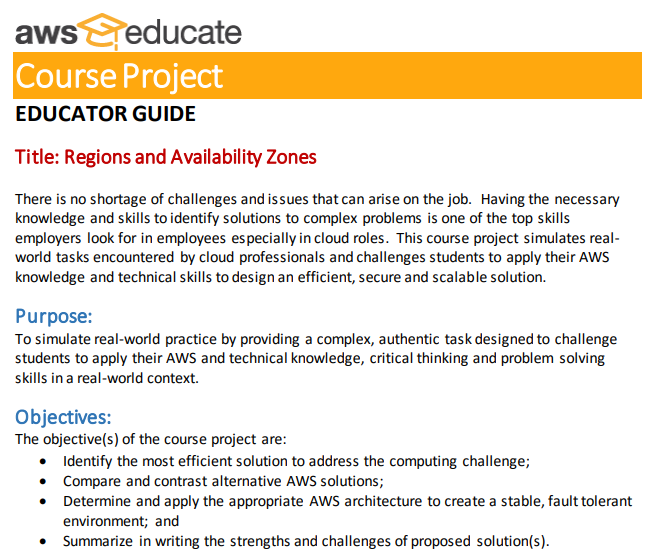 aws educate
Course Project
EDUCATOR GUIDE
Title: Regions and Availability Zones
There is no shortage of challenges and issues that can arise on the job. Having the necessary
knowledge and skills to identify solutions to complex problems is one of the top skills
employers look for in employees especially in cloud roles. This course project simulates real-
world tasks encountered by cloud professionals and challenges students to apply their AWS
knowledge and technical skills to design an efficient, secure and scalable solution.
Purpose:
To simulate real-world practice by providing a complex, authentic task designed to challenge
students to apply their AWS and technical knowledge, critical thinking and problem solving
skills in a real-world context.
Objectives:
The objective(s) of the course project are:
• Identify the most efficient solution to address the computing challenge;
• Compare and contrast alternative AWS solutions;
• Determine and apply the appropriate AWS architecture to create a stable, fault tolerant
environment; and
• Summarize in writing the strengths and challenges of proposed solution(s).